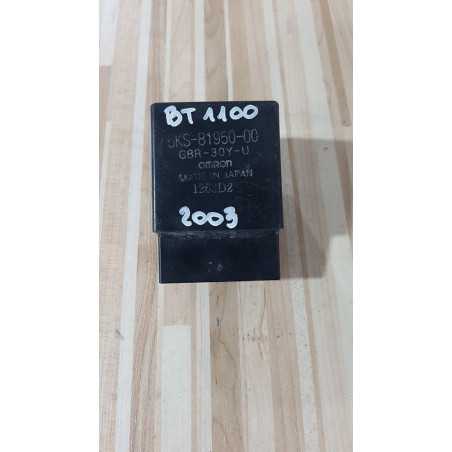 BT 1100
5KS-81950-00
G8R-30Y-U
OMRON
MADE IN JAPAN
2003